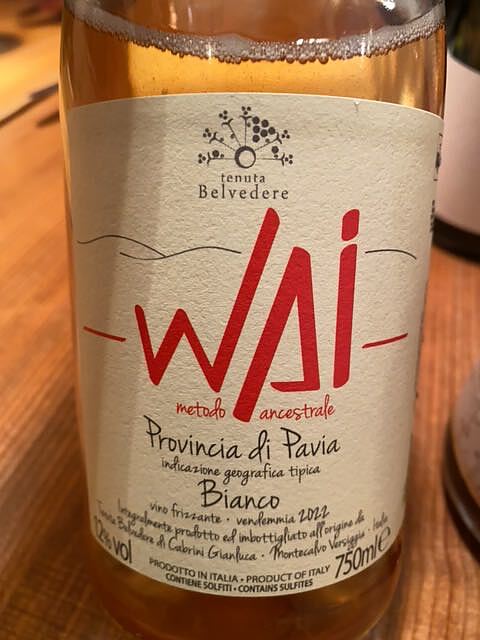 tenuta
Belvedere
WAi
metodo ancestrale
Provincia di Pavia
indicazione geografica tipica
Bianco
vino frizzante • vendemmia 2022
Integralmente prodotto ed imbottigliato all'origine da
Tenuta Belvedere di Cabrini Gianluca • Montecalvo Versiggia • Italia
12% vol
PRODOTTO IN ITALIA • PRODUCT OF ITALY
CONTIENE SOLFITI • CONTAINS SULFITES
750ml e